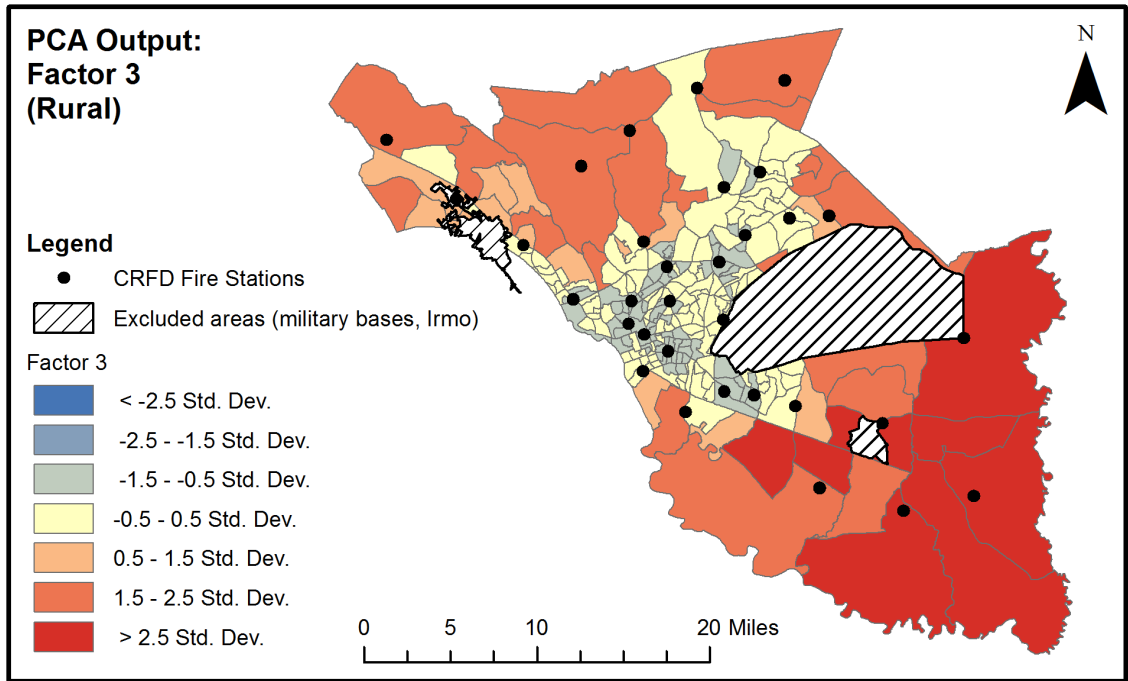 PCA Output:
Factor 3
(Rural)
N
Legend
CRFD Fire Stations
Excluded areas (military bases, Irmo)
Factor 3
< -2.5 Std. Dev.
-2.5 - -1.5 Std. Dev.
-1.5 - -0.5 Std. Dev.
-0.5 - 0.5 Std. Dev.
0.5 - 1.5 Std. Dev.
1.5 - 2.5 Std. Dev.
> 2.5 Std. Dev.
0 5 10 20 Miles